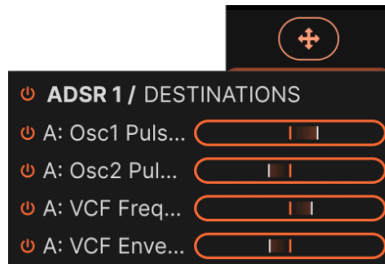 ADSR 1 / DESTINATIONS
A: Osc1 Puls...
A: Osc2 Pul...
A: VCF Freq...
A: VCF Enve...